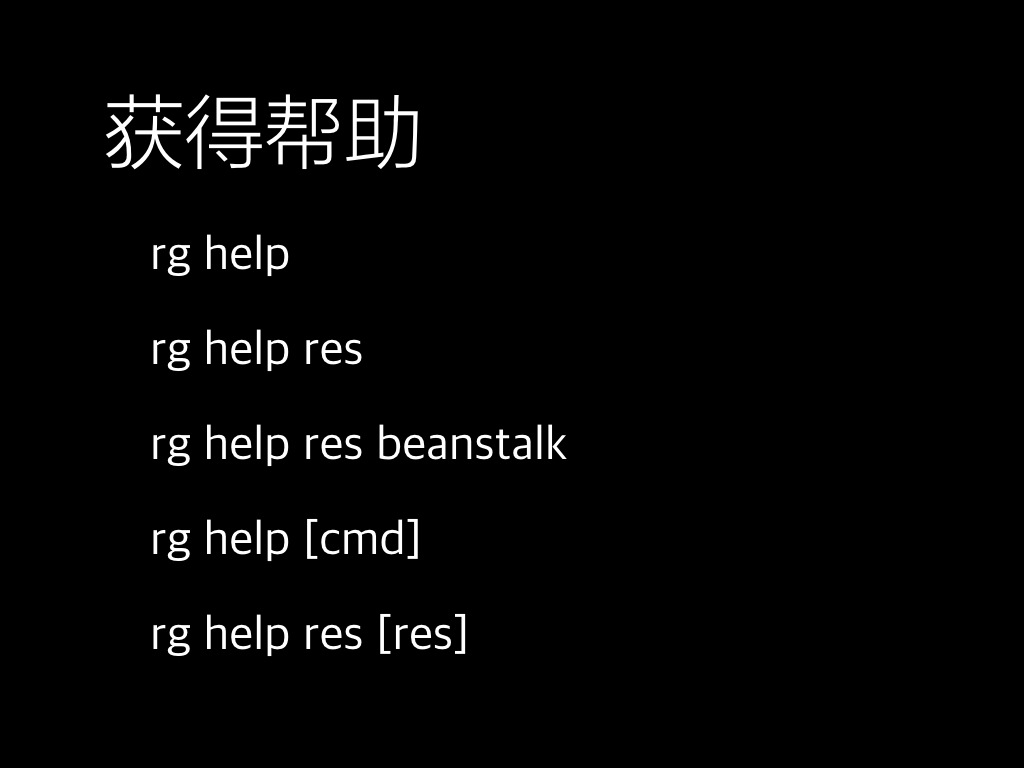 获得帮助
rg help
rg help res
rg help res beanstalk
rg help [cmd]
rg help res [res]